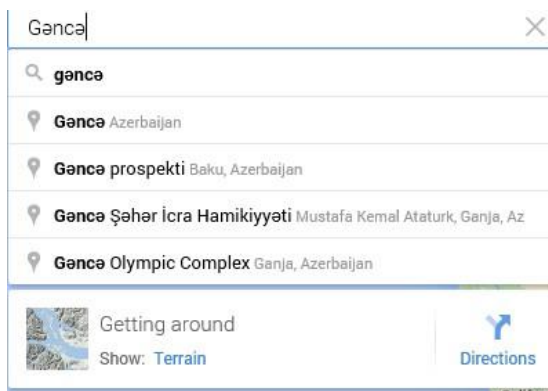 Gəncə
gəncə
Gəncə Azerbaijan
Gəncə prospekti Baku, Azerbaijan
Gəncə Şəhər İcra Hamikiyyəti Mustafa Kemal Ataturk, Ganja, Az
Gəncə Olympic Complex Ganja, Azerbaijan
Getting around
Show: Terrain
Directions